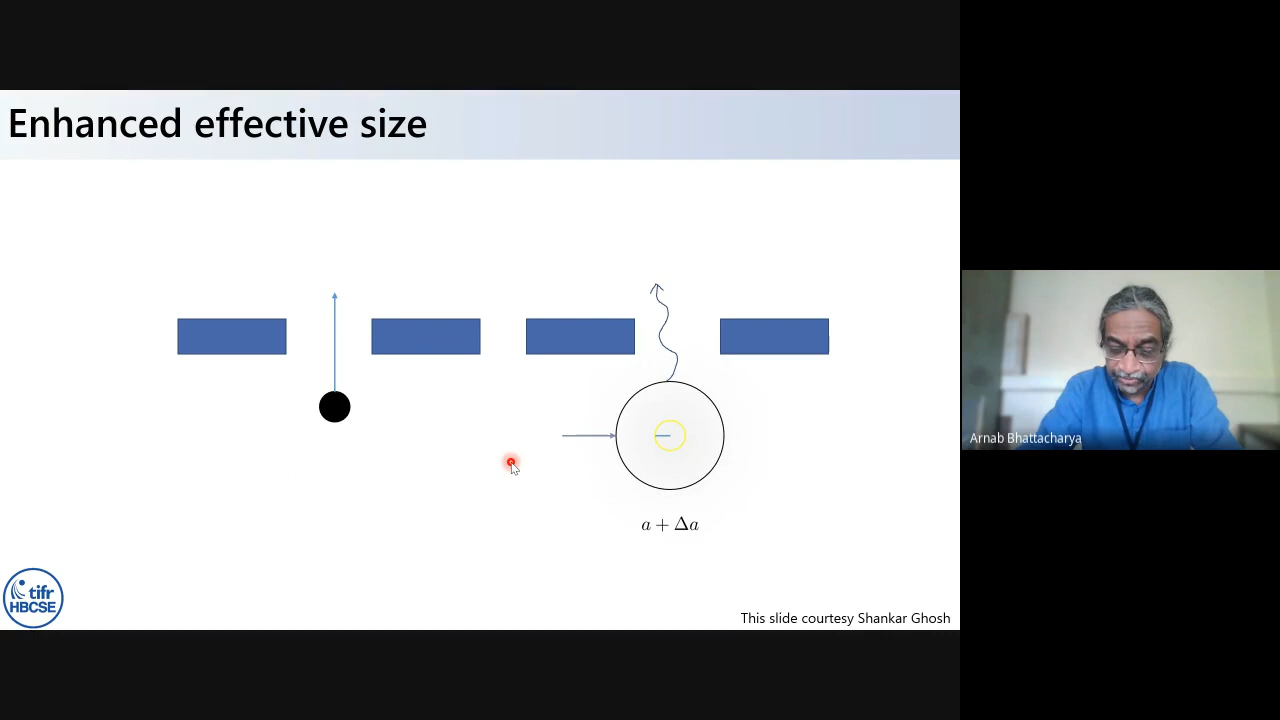 Enhanced effective size
a + Δa
tifr
HBCSE
This slide courtesy Shankar Ghosh
Arnab Bhattacharya